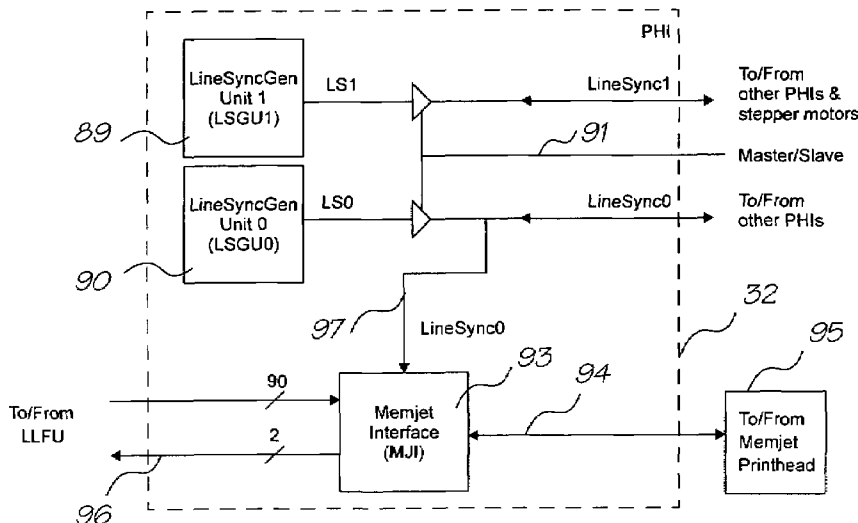 PHI
LineSyncGen
Unit 1
(LSGU1)
LS1
LineSync1
To/From
other PHIs &
stepper motors
89
91
Master/Slave
LineSyncGen
Unit 0
(LSGU0)
LS0
LineSync0
To/From
other PHIs
90
97
LineSync0
32
93
94
95
To/From
LLFU
90
2
96
Memjet
Interface
(MJI)
To/From
Memjet
Printhead